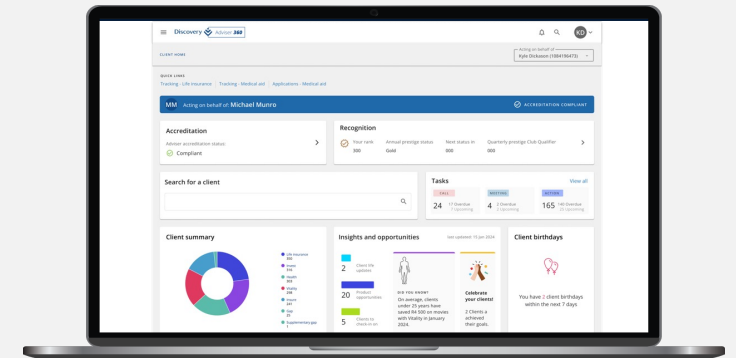 Discovery Adviser 360
KD
CLIENT HOME
Acting on behalf of
Kyle Dickason (1084196473)
QUICK LINKS
Tracking - Life Insurance | Tracking - Medical aid | Applications - Medical aid
MM Acting on behalf of: Michael Munro
ACCREDITATION COMPLIANT
Accreditation
Adviser accreditation status:
Compliant
Recognition
Your rank Annual prestige status Next status in Quarterly prestige Club Qualifier
300 Gold 000 000
Search for a client
Tasks View all
CALL MEETING ACTION
24 17 Overdue 7 Upcoming
4 2 Overdue 2 Upcoming
165 140 Overdue
Client summary
Life Insurance
Invest
Health
Vitality
Insure
Gap
Supplementary gap
Insights and opportunities last updated: 15 Jan 2024
2 Client life updates
20 Product opportunities
5 Clients to check-in on
DID YOU KNOW?
On average, clients
under 25 years have
saved R4 500 on movies
with Vitality in January
2024.
Celebrate
your clients!
2 Clients a
achieved
their goals.
Client birthdays
You have 2 client birthdays
within the next 7 days